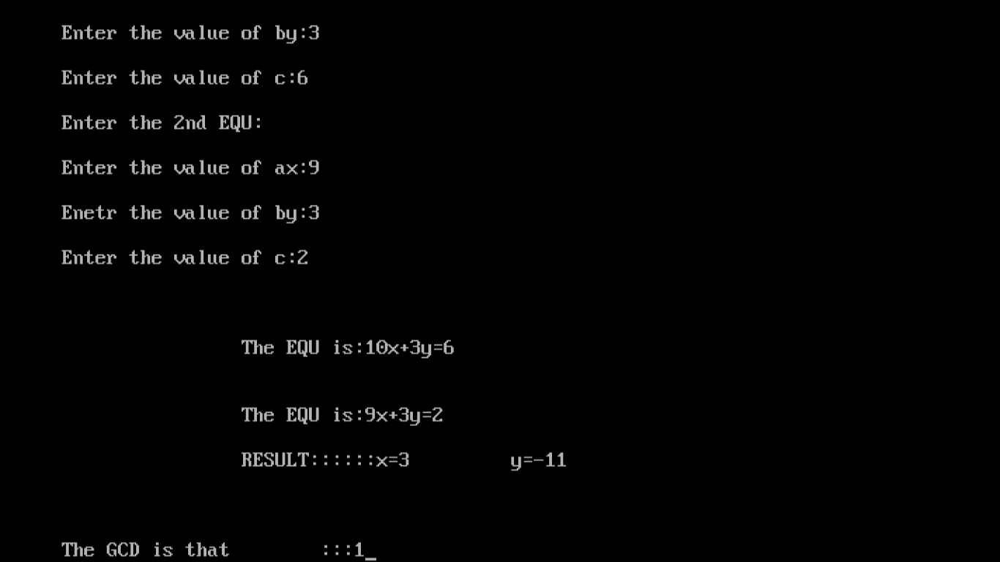 Enter the value of by:3
Enter the value of c:6
Enter the 2nd EQU:
Enter the value of ax:9
Enetr the value of by:3
Enter the value of c:2
The EQU is:10x+3y=6
The EQU is:9x+3y=2
RESULT::::::x=3 y=-11
The GCD is that :::1_